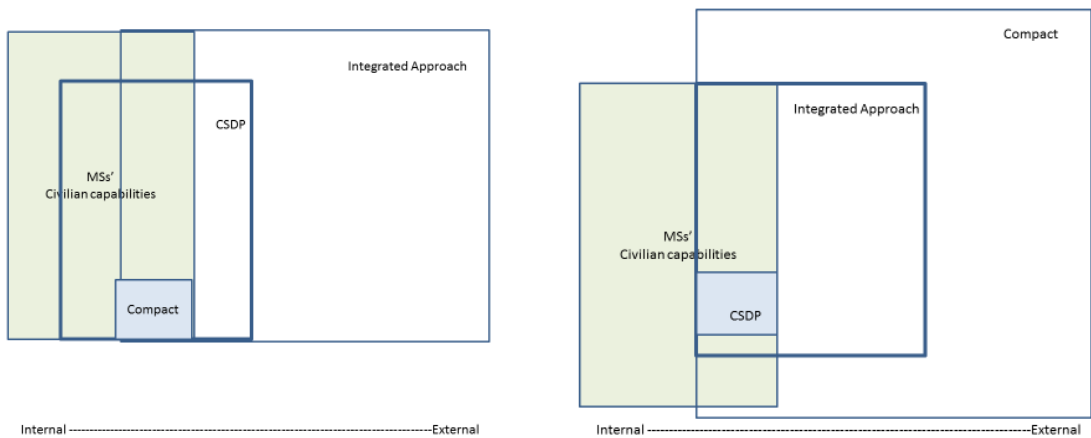 Integrated Approach
CSDP
MSs'
Civilian capabilities
Compact
Internal ---------------------------------------------------------------External
Compact
Integrated Approach
MSs'
Civilian capabilities
CSDP
Internal ---------------------------------------------------------------External